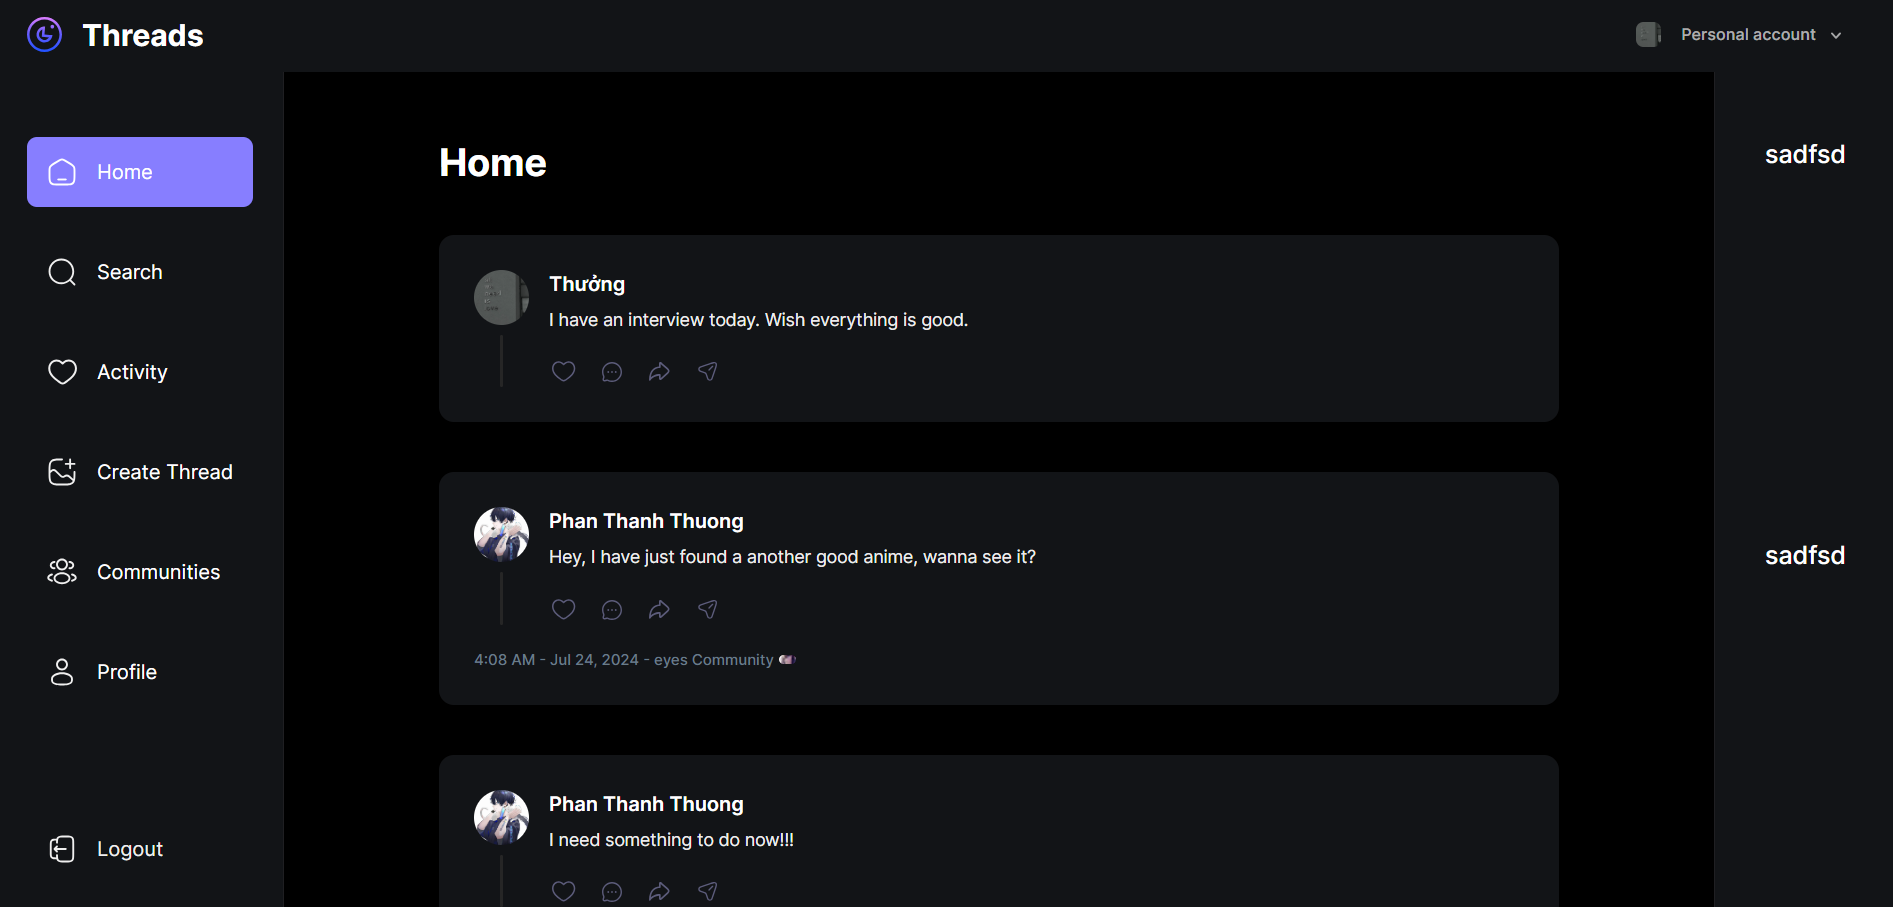 Threads
Personal account
Home
Search
Activity
Create Thread
Communities
Profile
Logout
Home
Thưởng
I have an interview today. Wish everything is good.
Phan Thanh Thuong
Hey, I have just found a another good anime, wanna see it?
4:08 AM - Jul 24, 2024 - eyes Community
Phan Thanh Thuong
I need something to do now!!!
sadfsd
sadfsd